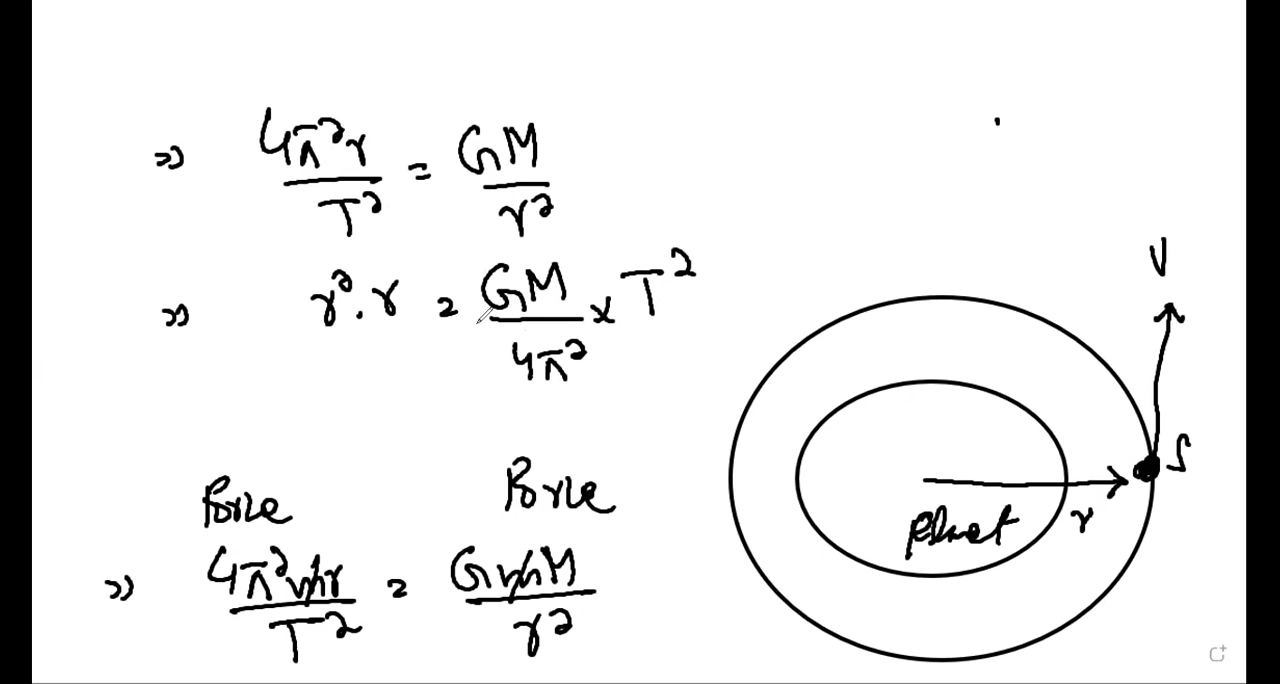 => 4π²r / T² = GM / r²
=> r² . r = GM / 4π² x T²
Force Force
=> 4π²mr / T² = GmM / r²
V
S
r
planet